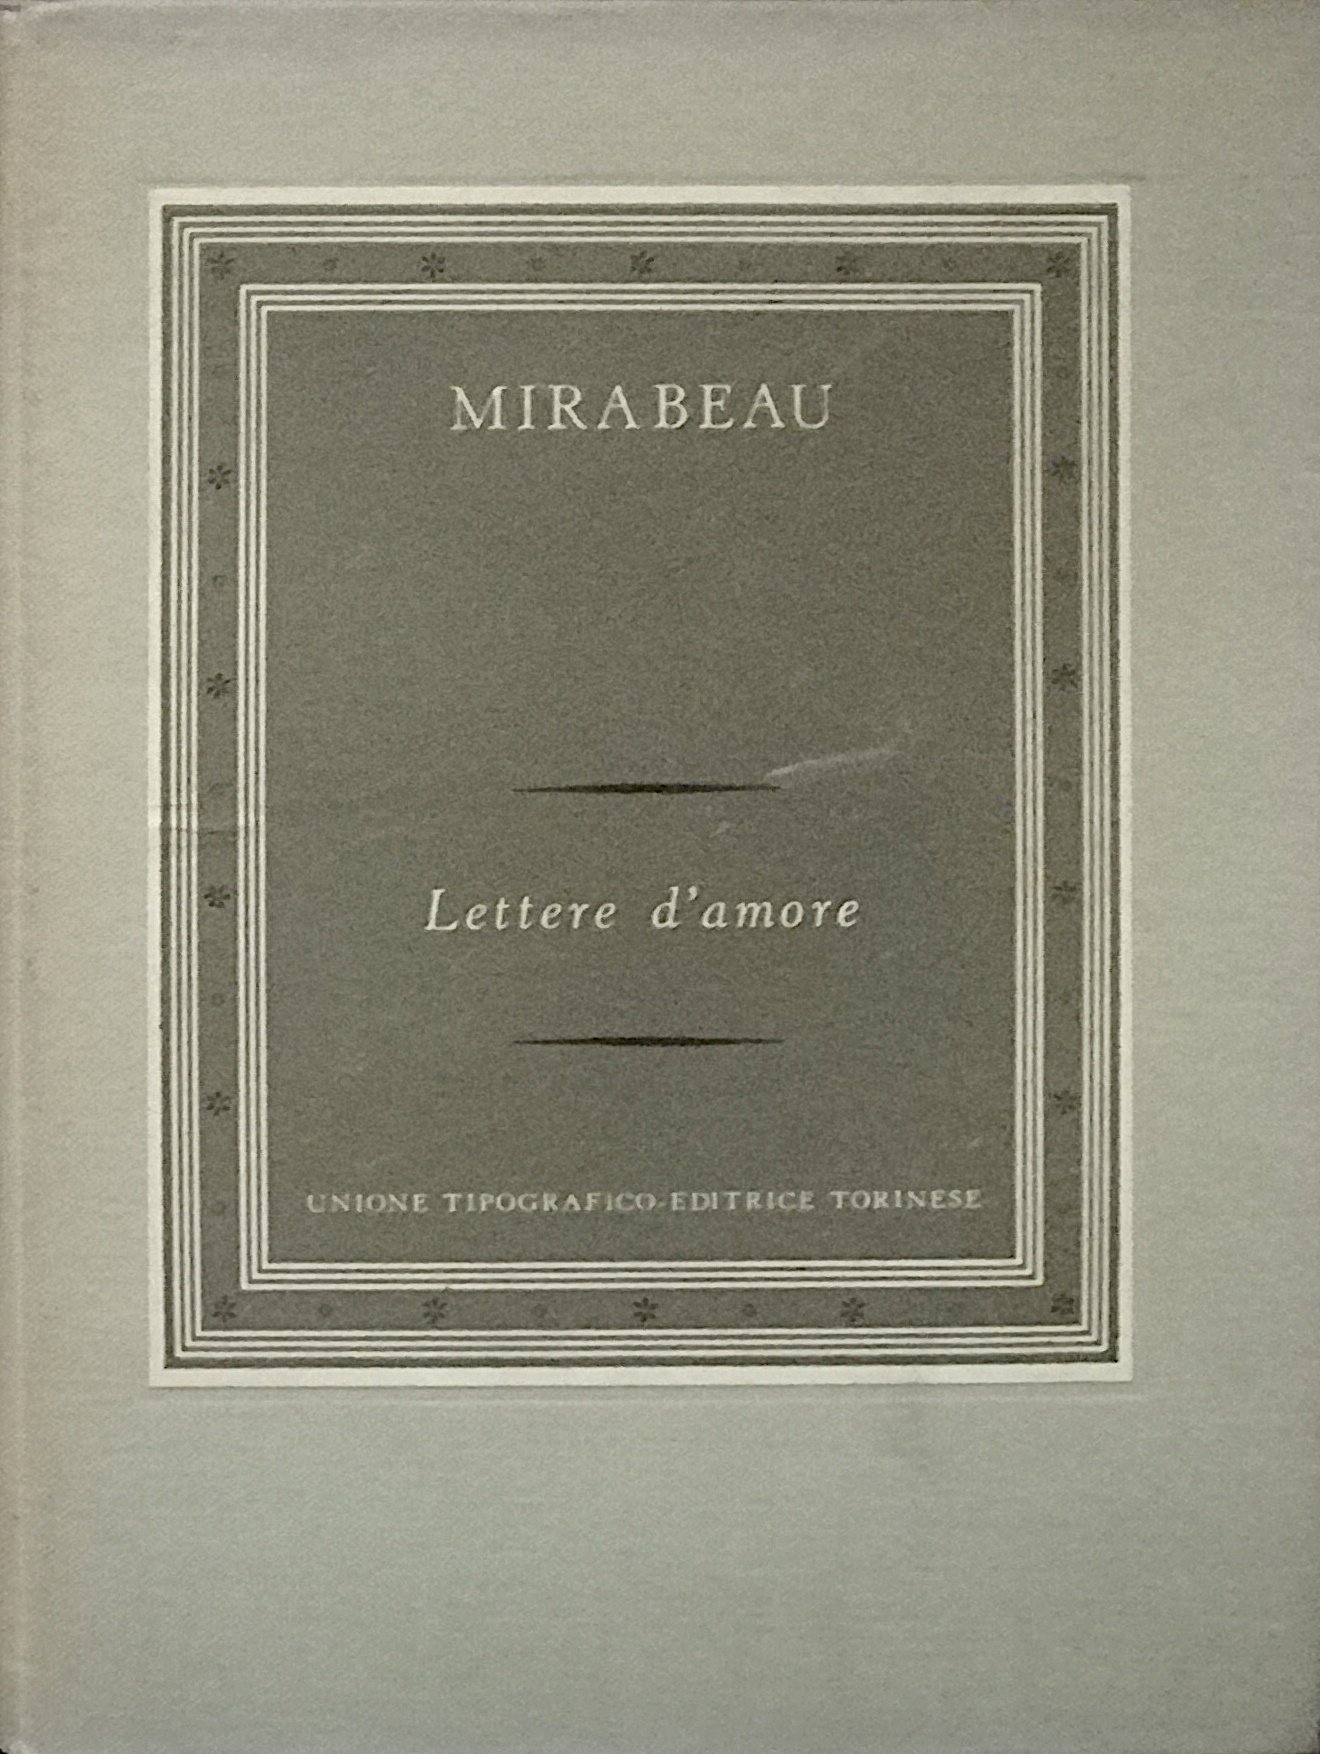 MIRABEAU
Lettere d'amore
UNIONE TIPOGRAFICO-EDITRICE TORINESE